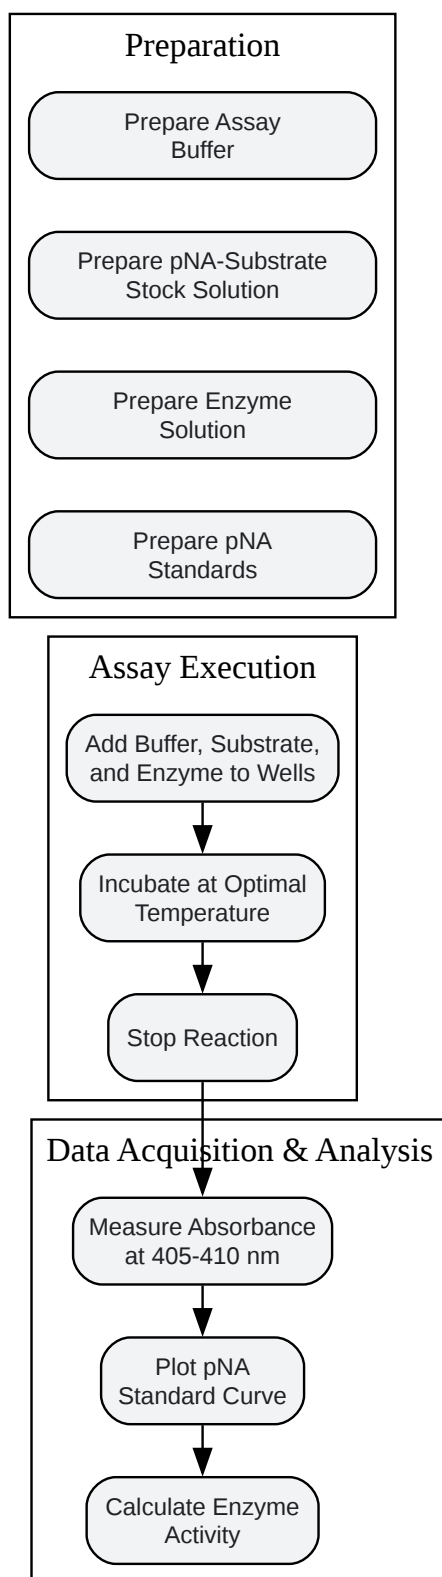 Preparation
Prepare Assay
Buffer
Prepare pNA-Substrate
Stock Solution
Prepare Enzyme
Solution
Prepare pNA
Standards
Assay Execution
Add Buffer, Substrate,
and Enzyme to Wells
Incubate at Optimal
Temperature
Stop Reaction
Data Acquisition & Analysis
Measure Absorbance
at 405-410 nm
Plot pNA
Standard Curve
Calculate Enzyme
Activity